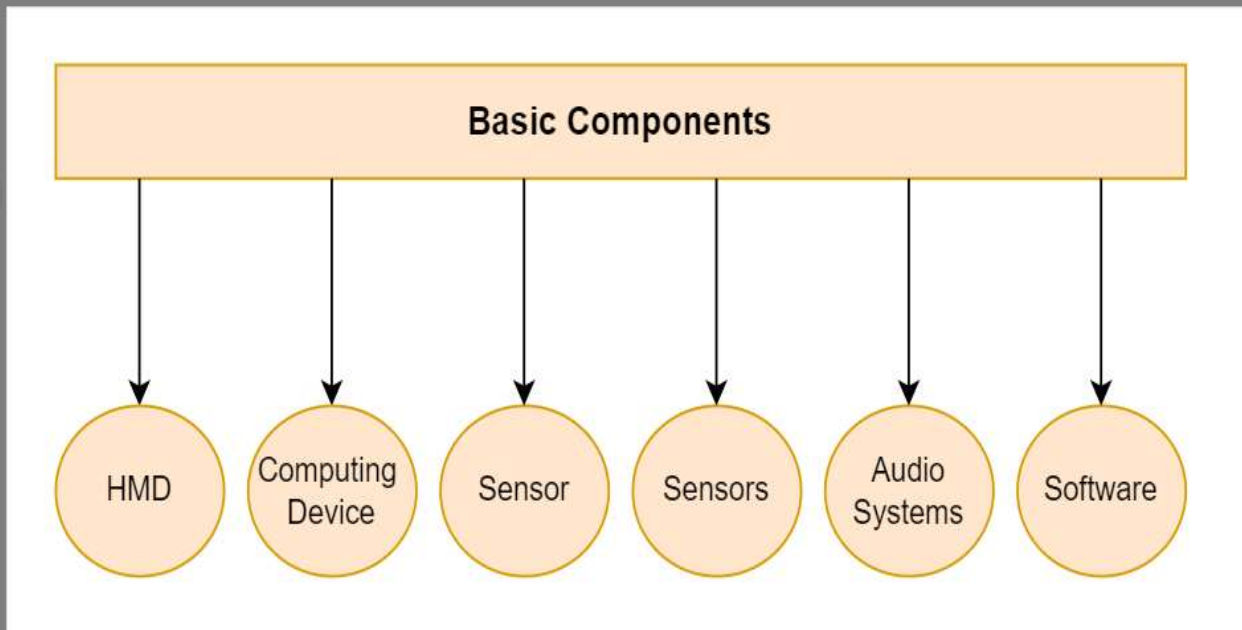 Basic Components
HMD
Computing
Device
Sensor
Sensors
Audio
Systems
Software